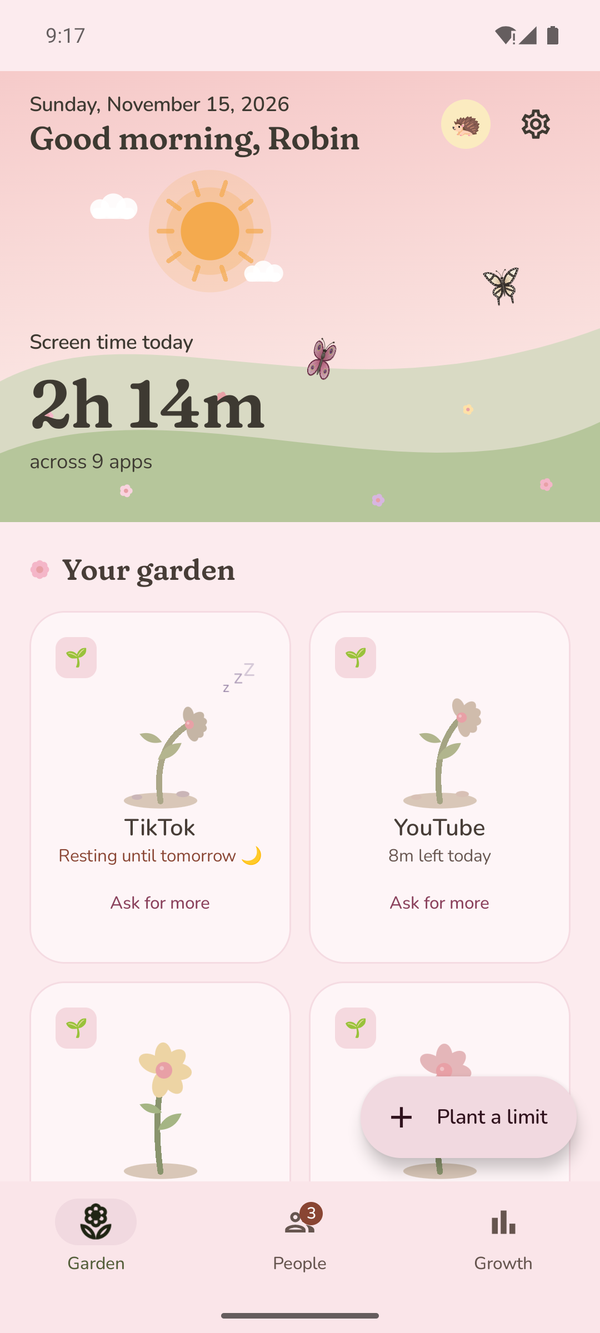 9:17
Sunday, November 15, 2026
Good morning, Robin
Screen time today
2h 14m
across 9 apps
Your garden
z z Z
TikTok
Resting until tomorrow 🌙
Ask for more
YouTube
8m left today
Ask for more
Plant a limit
Garden
3
People
Growth